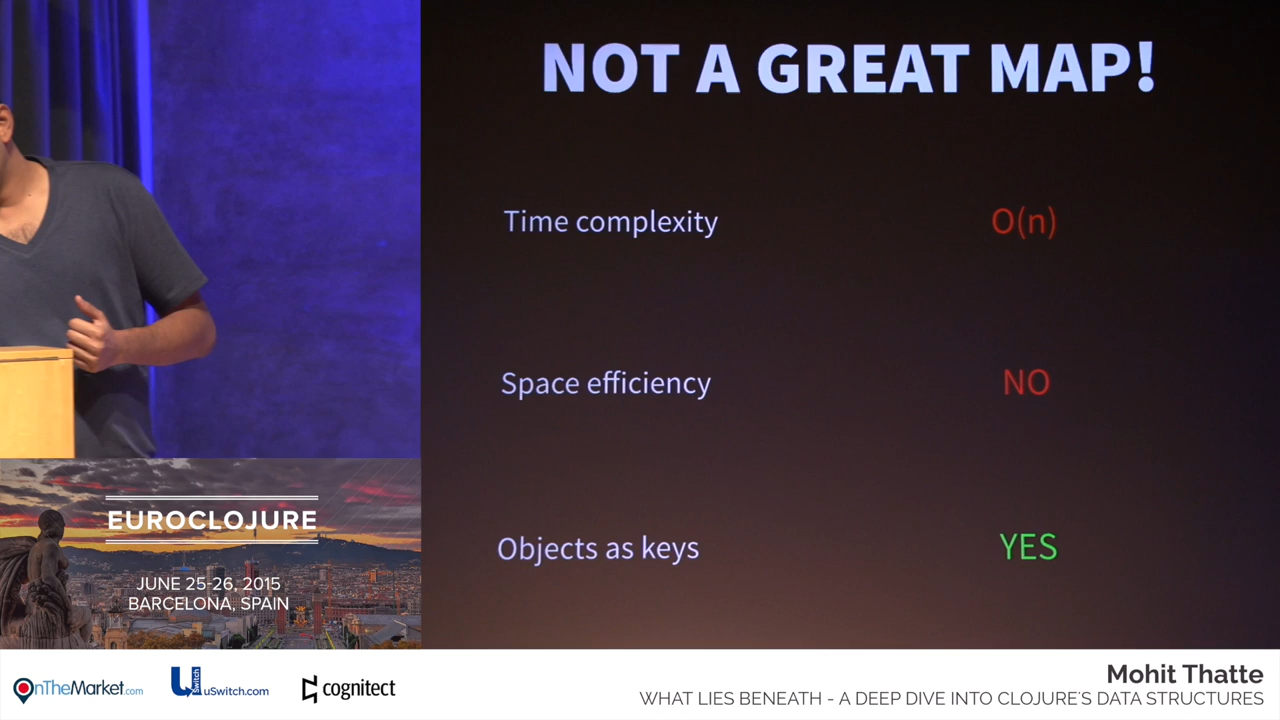 NOT A GREAT MAP!
Time complexity O(n)
Space efficiency NO
Objects as keys YES
EUROCLOJURE
JUNE 25-26, 2015
BARCELONA, SPAIN
OnTheMarket.com
U Switch uSwitch.com
cognitect
Mohit Thatte
WHAT LIES BENEATH - A DEEP DIVE INTO CLOJURE'S DATA STRUCTURES